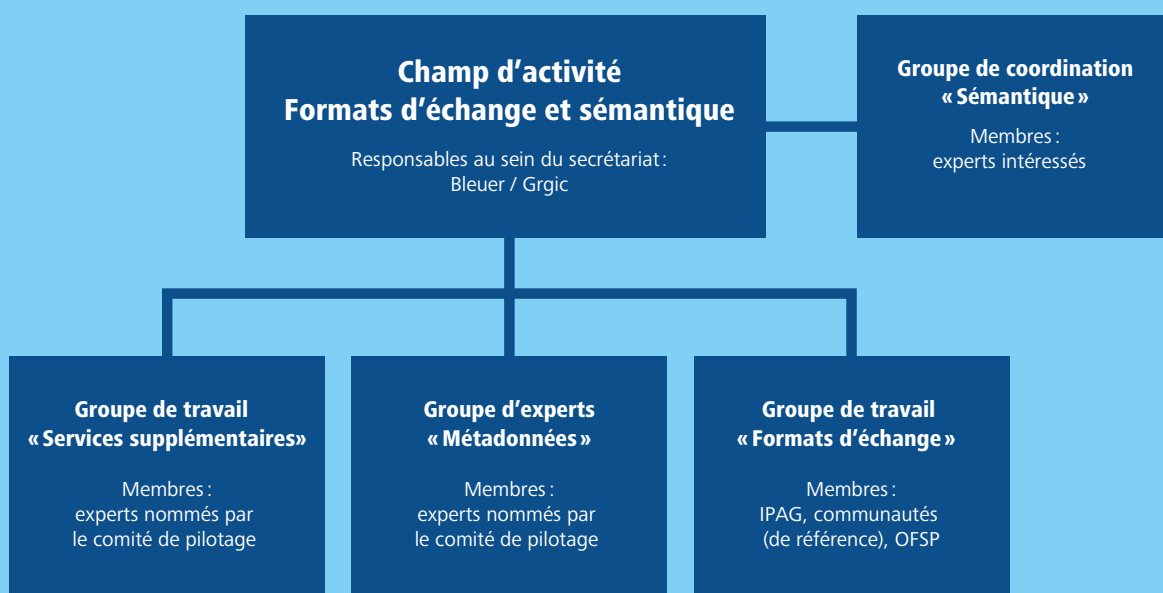 Champ d’activité
Formats d’échange et sémantique
Responsables au sein du secrétariat :
Bleuer / Grgic
Groupe de coordination
« Sémantique »
Membres :
experts intéressés
Groupe de travail
« Services supplémentaires»
Membres :
experts nommés par
le comité de pilotage
Groupe d’experts
« Métadonnées »
Membres :
experts nommés par
le comité de pilotage
Groupe de travail
« Formats d’échange »
Membres :
IPAG, communautés
(de référence), OFSP